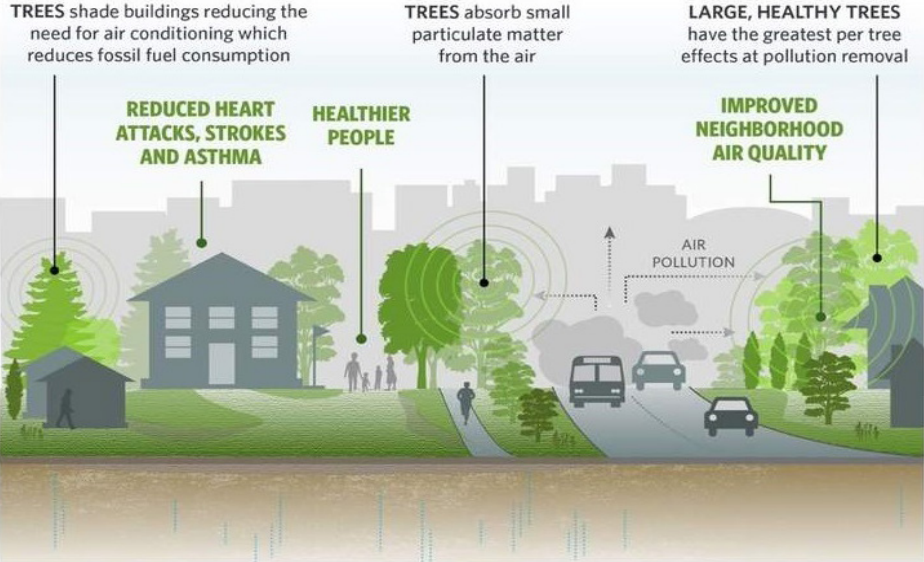 TREES shade buildings reducing the
need for air conditioning which
reduces fossil fuel consumption
TREES absorb small
particulate matter
from the air
LARGE, HEALTHY TREES
have the greatest per tree
effects at pollution removal
REDUCED HEART
ATTACKS, STROKES
AND ASTHMA
HEALTHIER
PEOPLE
IMPROVED
NEIGHBORHOOD
AIR QUALITY
AIR
POLLUTION